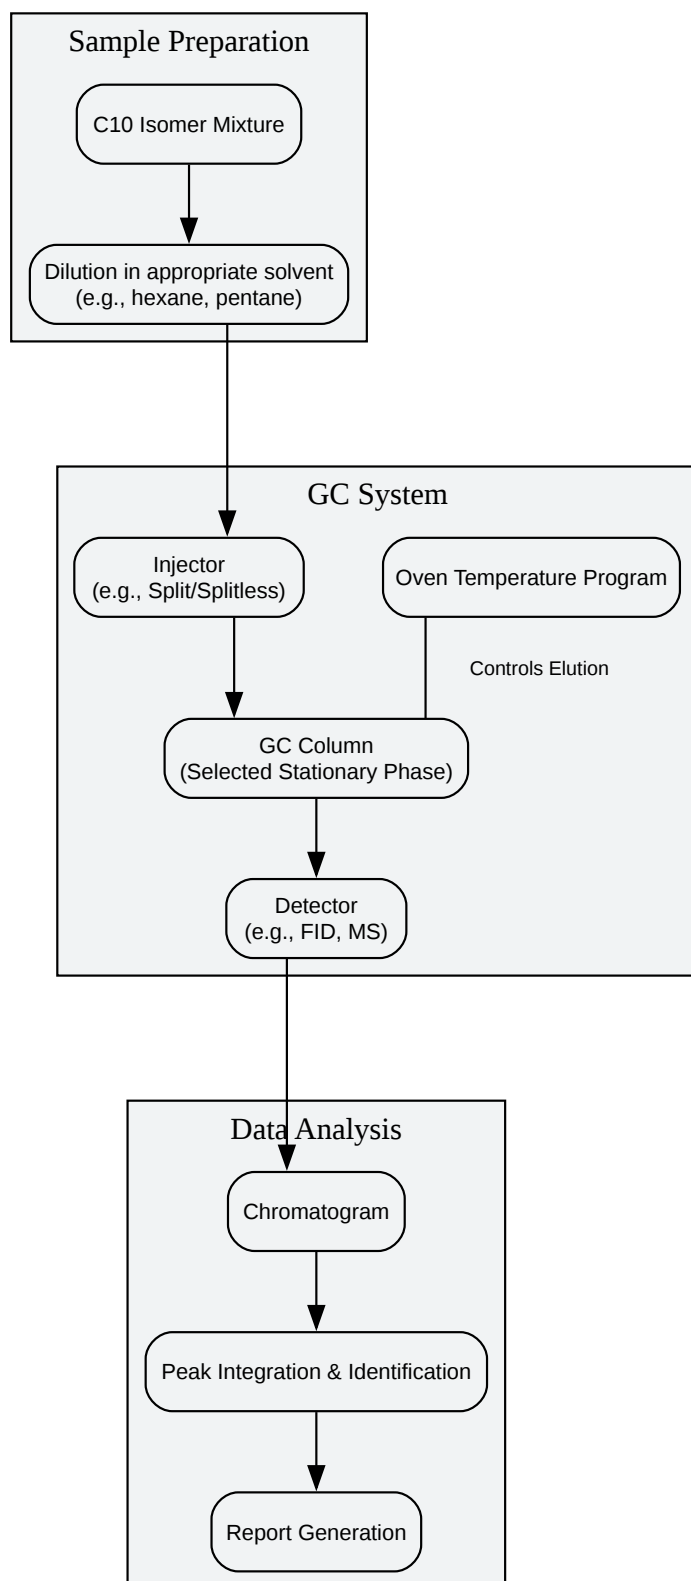 Sample Preparation
C10 Isomer Mixture
Dilution in appropriate solvent
(e.g., hexane, pentane)
GC System
Injector
(e.g., Split/Splitless)
Oven Temperature Program
Controls Elution
GC Column
(Selected Stationary Phase)
Detector
(e.g., FID, MS)
Data Analysis
Chromatogram
Peak Integration & Identification
Report Generation